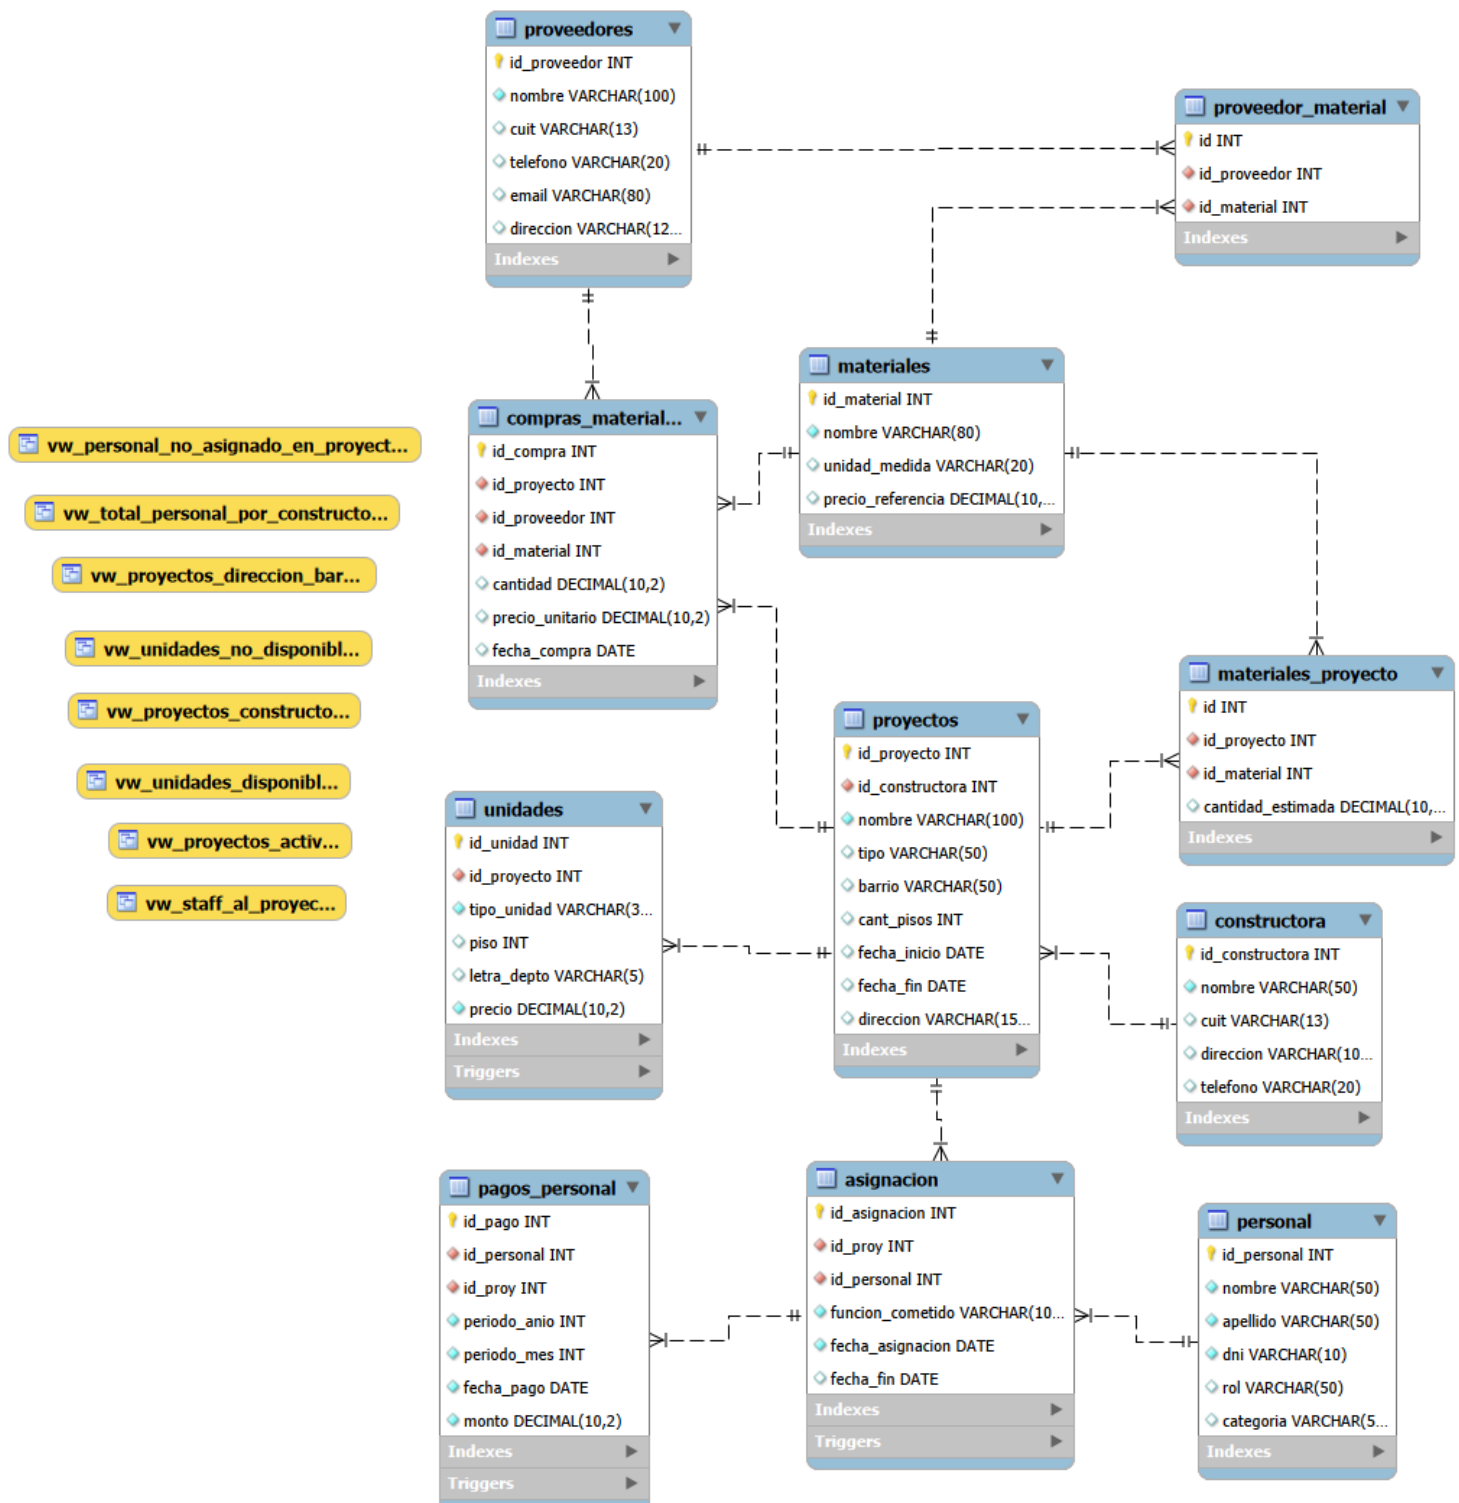 proveedores
id_proveedor INT
nombre VARCHAR(100)
cuit VARCHAR(13)
telefono VARCHAR(20)
email VARCHAR(80)
direccion VARCHAR(12...
Indexes
proveedor_material
id INT
id_proveedor INT
id_material INT
Indexes
materiales
id_material INT
nombre VARCHAR(80)
unidad_medida VARCHAR(20)
precio_referencia DECIMAL(10,...
Indexes
compras_material...
id_compra INT
id_proyecto INT
id_proveedor INT
id_material INT
cantidad DECIMAL(10,2)
precio_unitario DECIMAL(10,2)
fecha_compra DATE
Indexes
vw_personal_no_asignado_en_proyect...
vw_total_personal_por_constructo...
vw_proyectos_direccion_bar...
vw_unidades_no_disponibl...
vw_proyectos_constructo...
vw_unidades_disponibl...
vw_proyectos_activ...
vw_staff_al_proyec...
materiales_proyecto
id INT
id_proyecto INT
id_material INT
cantidad_estimada DECIMAL(10,...
Indexes
proyectos
id_proyecto INT
id_constructora INT
nombre VARCHAR(100)
tipo VARCHAR(50)
barrio VARCHAR(50)
cant_pisos INT
fecha_inicio DATE
fecha_fin DATE
direccion VARCHAR(15...
Indexes
unidades
id_unidad INT
id_proyecto INT
tipo_unidad VARCHAR(3...
piso INT
letra_depto VARCHAR(5)
precio DECIMAL(10,2)
Indexes
Triggers
constructora
id_constructora INT
nombre VARCHAR(50)
cuit VARCHAR(13)
direccion VARCHAR(10...
telefono VARCHAR(20)
Indexes
pagos_personal
id_pago INT
id_personal INT
id_proy INT
periodo_anio INT
periodo_mes INT
fecha_pago DATE
monto DECIMAL(10,2)
Indexes
Triggers
asignacion
id_asignacion INT
id_proy INT
id_personal INT
funcion_cometido VARCHAR(10...
fecha_asignacion DATE
fecha_fin DATE
Indexes
Triggers
personal
id_personal INT
nombre VARCHAR(50)
apellido VARCHAR(50)
dni VARCHAR(10)
rol VARCHAR(50)
categoria VARCHAR(5...
Indexes